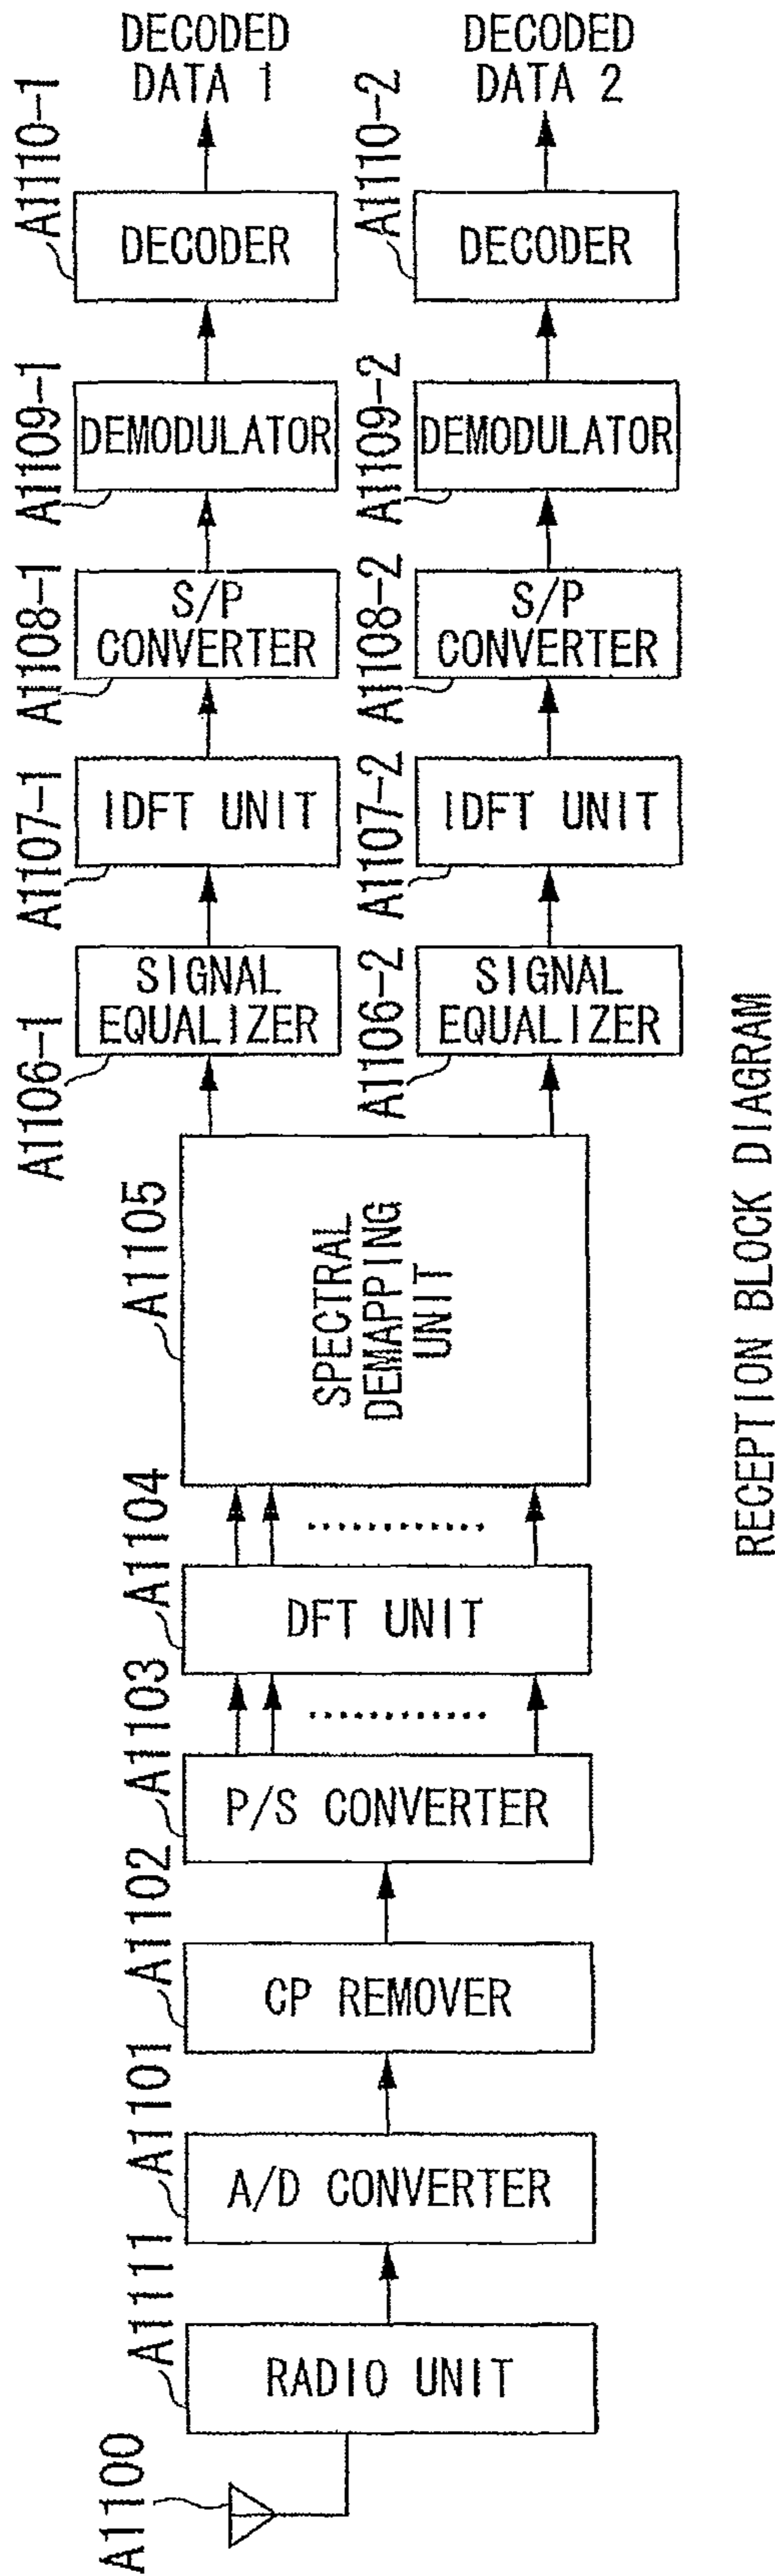 DECODED
DATA 1
DECODED
DATA 2
A1110-1
DECODER
A1110-2
DECODER
A1109-1
DEMODULATOR
A1109-2
DEMODULATOR
A1108-1
S/P
CONVERTER
A1108-2
S/P
CONVERTER
A1107-1
IDFT UNIT
A1107-2
IDFT UNIT
A1106-1
SIGNAL
EQUALIZER
A1106-2
SIGNAL
EQUALIZER
A1105
SPECTRAL
DEMAPPING
UNIT
A1104
DFT UNIT
A1103
P/S CONVERTER
A1102
CP REMOVER
A1101
A/D CONVERTER
A1111
RADIO UNIT
A1100
RECEPTION BLOCK DIAGRAM